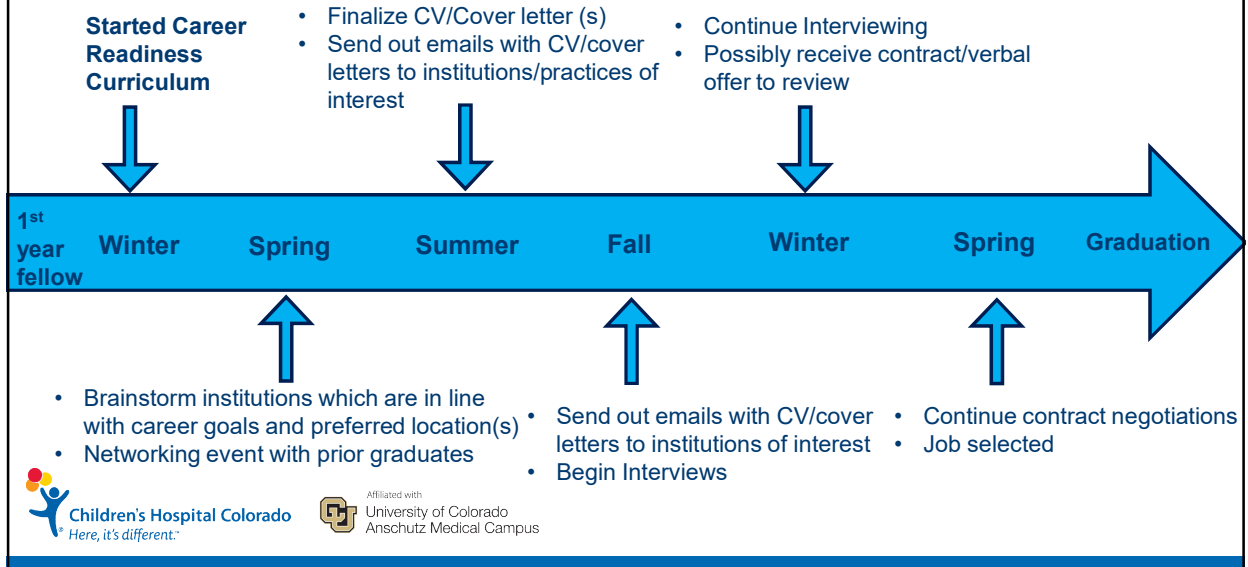 Started Career
Readiness
Curriculum
• Finalize CV/Cover letter (s)
• Send out emails with CV/cover
letters to institutions/practices of
interest
• Continue Interviewing
• Possibly receive contract/verbal
offer to review
1st
year
fellow
Winter
Spring
Summer
Fall
Winter
Spring
Graduation
• Brainstorm institutions which are in line
with career goals and preferred location(s)
• Networking event with prior graduates
• Send out emails with CV/cover
letters to institutions of interest
• Begin Interviews
• Continue contract negotiations
• Job selected
Children's Hospital Colorado
Here, it's different.™
Affiliated with
University of Colorado
Anschutz Medical Campus